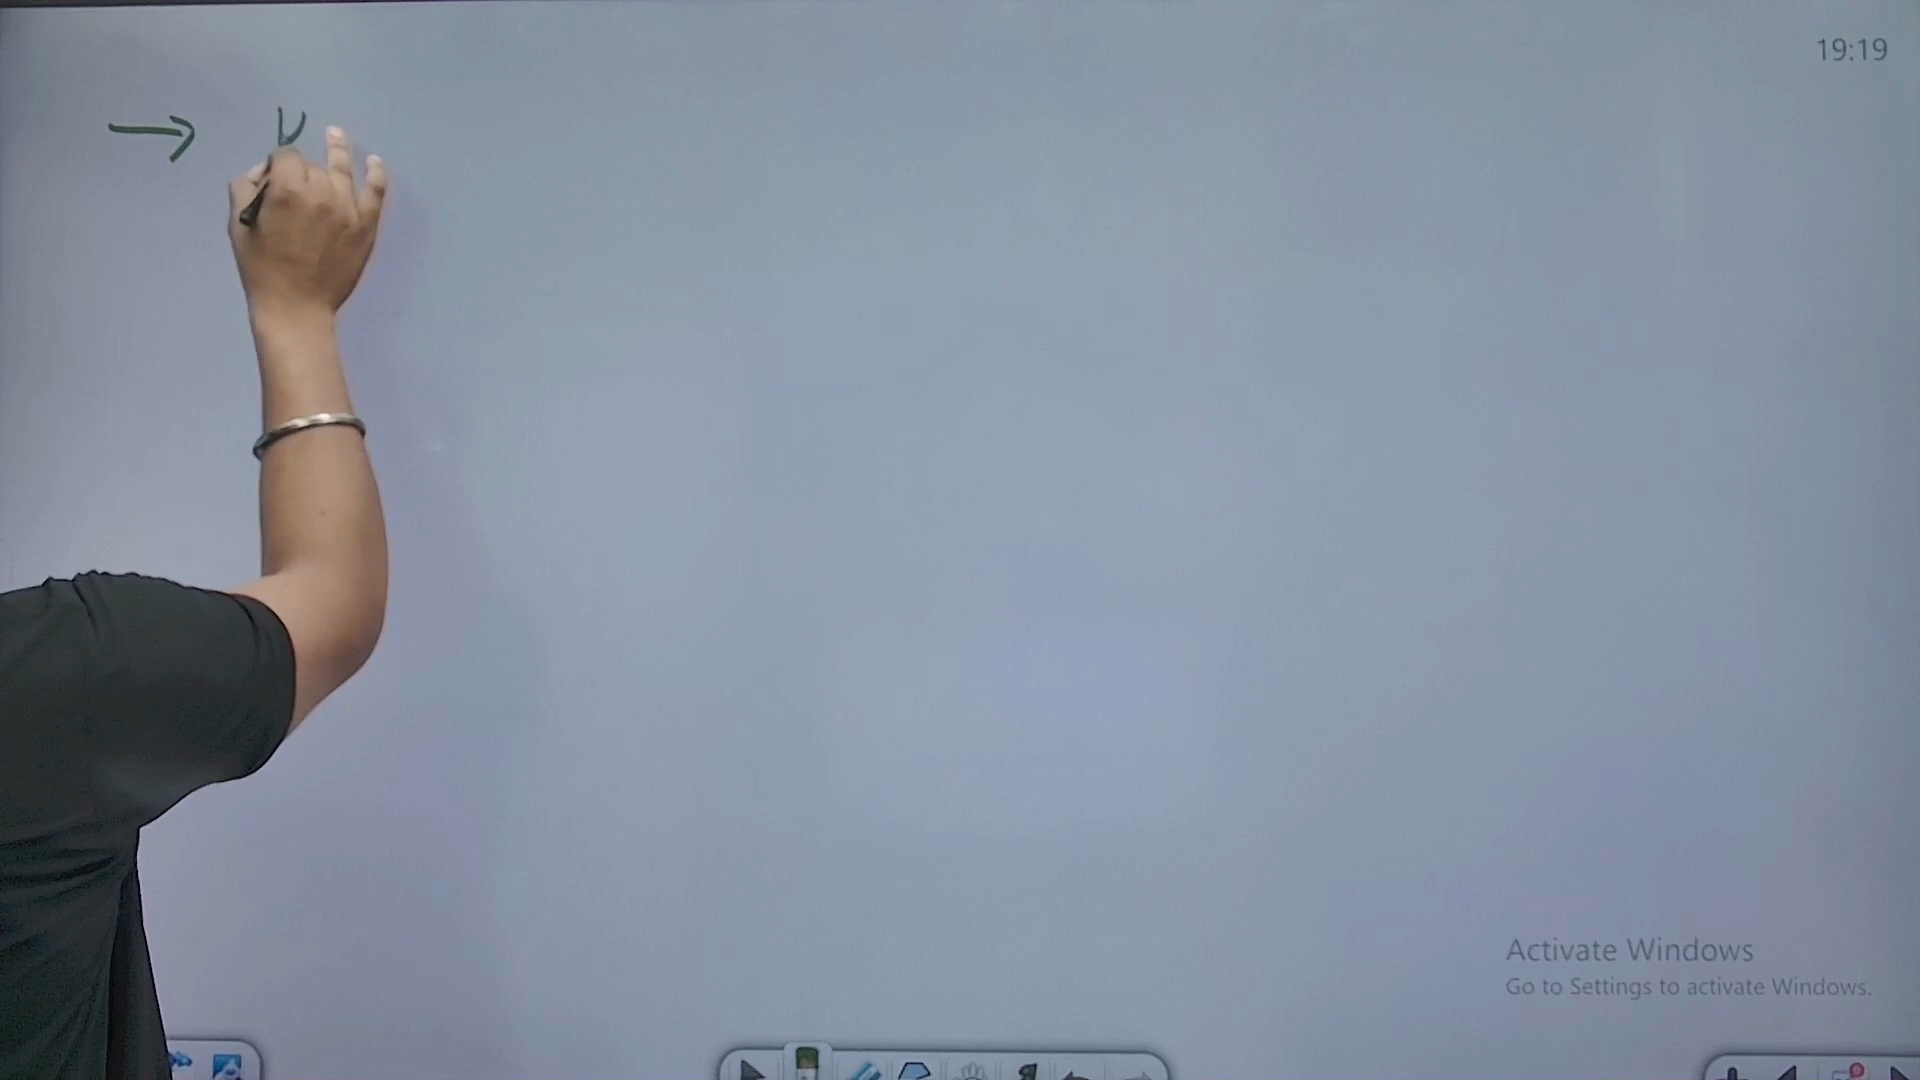 19:19
→
Activate Windows
Go to Settings to activate Windows.